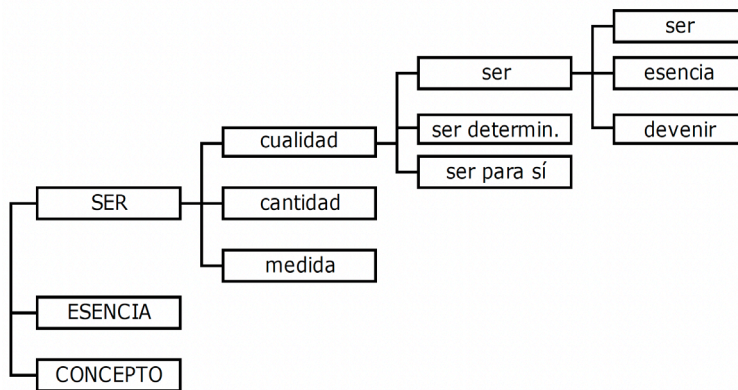 ser
ser
esencia
cualidad
ser determin.
devenir
ser para sí
SER
cantidad
medida
ESENCIA
CONCEPTO